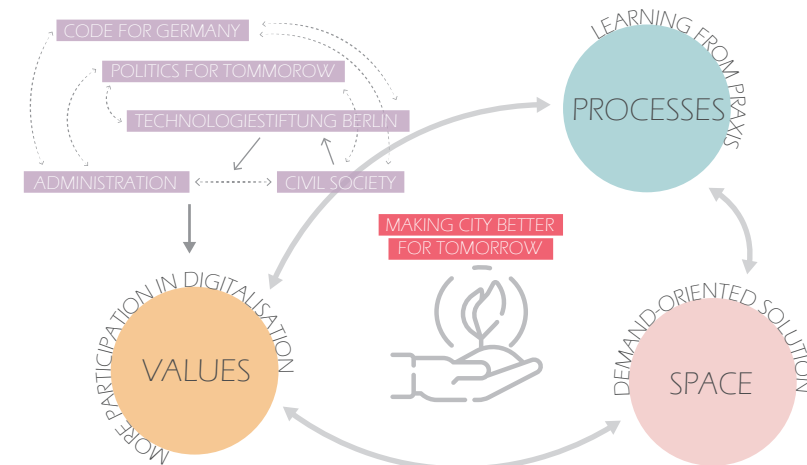 CODE FOR GERMANY
POLITICS FOR TOMMOROW
TECHNOLOGIESTIFTUNG BERLIN
ADMINISTRATION
CIVIL SOCIETY
LEARNING FROM PRAXIS
PROCESSES
MAKING CITY BETTER
FOR TOMORROW
MORE PARTICIPATION IN DIGITALISATION
VALUES
DEMAND-ORIENTED SOLUTION
SPACE